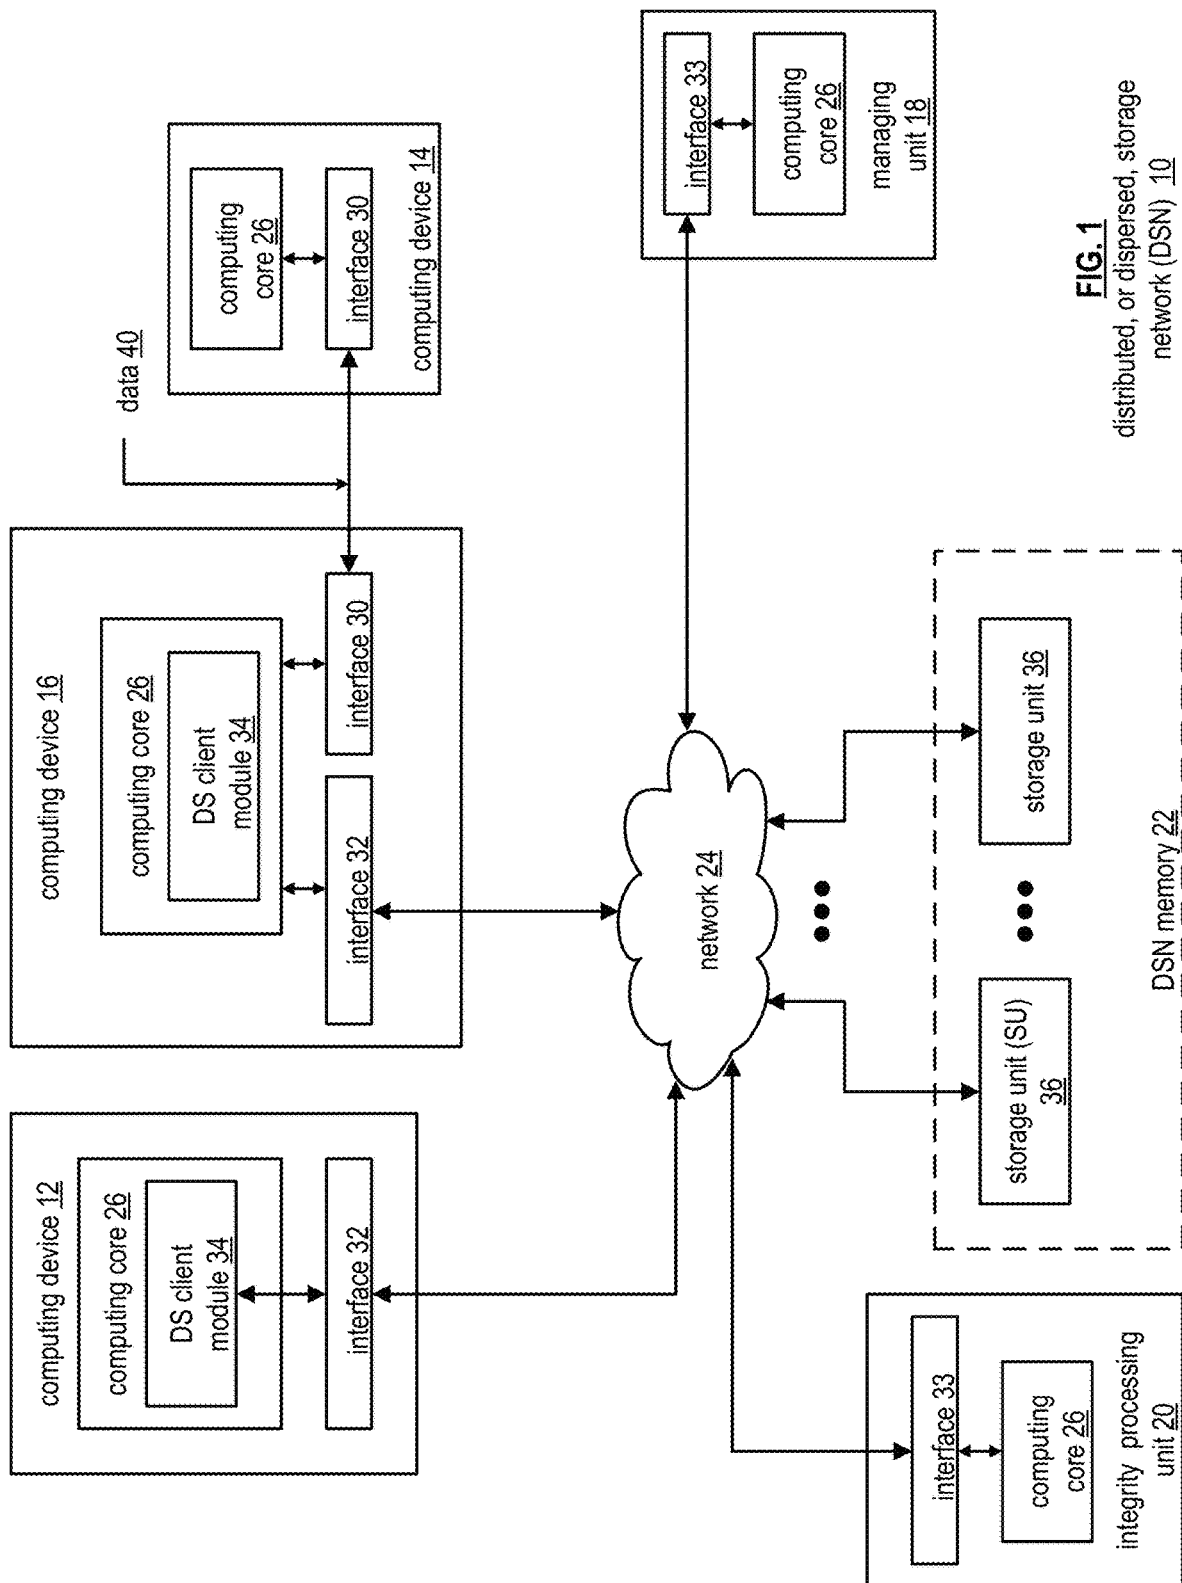 computing device 12
computing core 26
DS client
module 34
interface 32
computing device 16
computing core 26
DS client
module 34
interface 32
interface 30
data 40
computing
core 26
interface 30
computing device 14
network 24
interface 33
computing
core 26
managing
unit 18
interface 33
computing
core 26
integrity processing
unit 20
storage unit (SU)
36
storage unit 36
DSN memory 22
FIG. 1
distributed, or dispersed, storage
network (DSN) 10